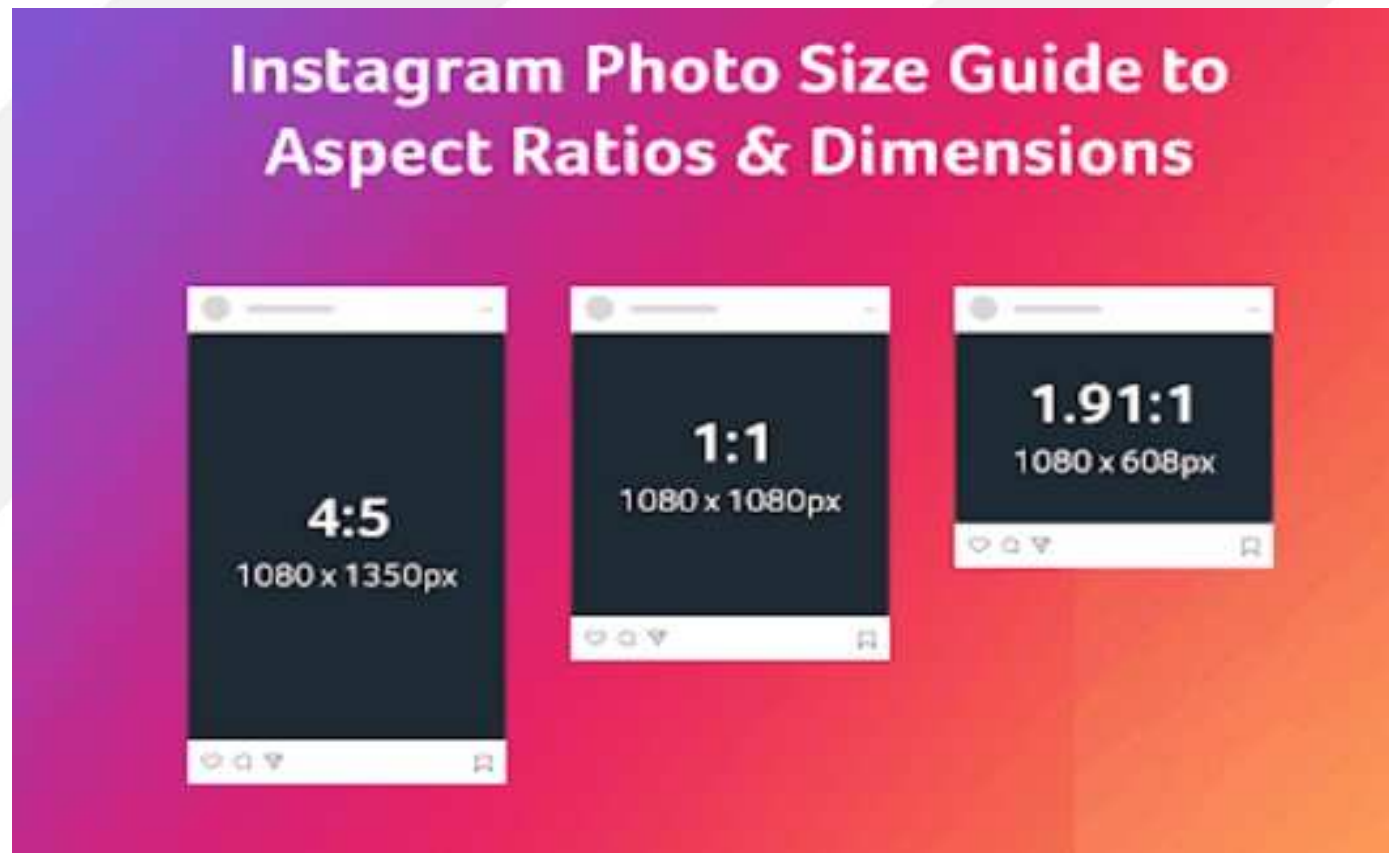 Instagram Photo Size Guide to
Aspect Ratios & Dimensions
4:5
1080 x 1350px
1:1
1080 x 1080px
1.91:1
1080 x 608px